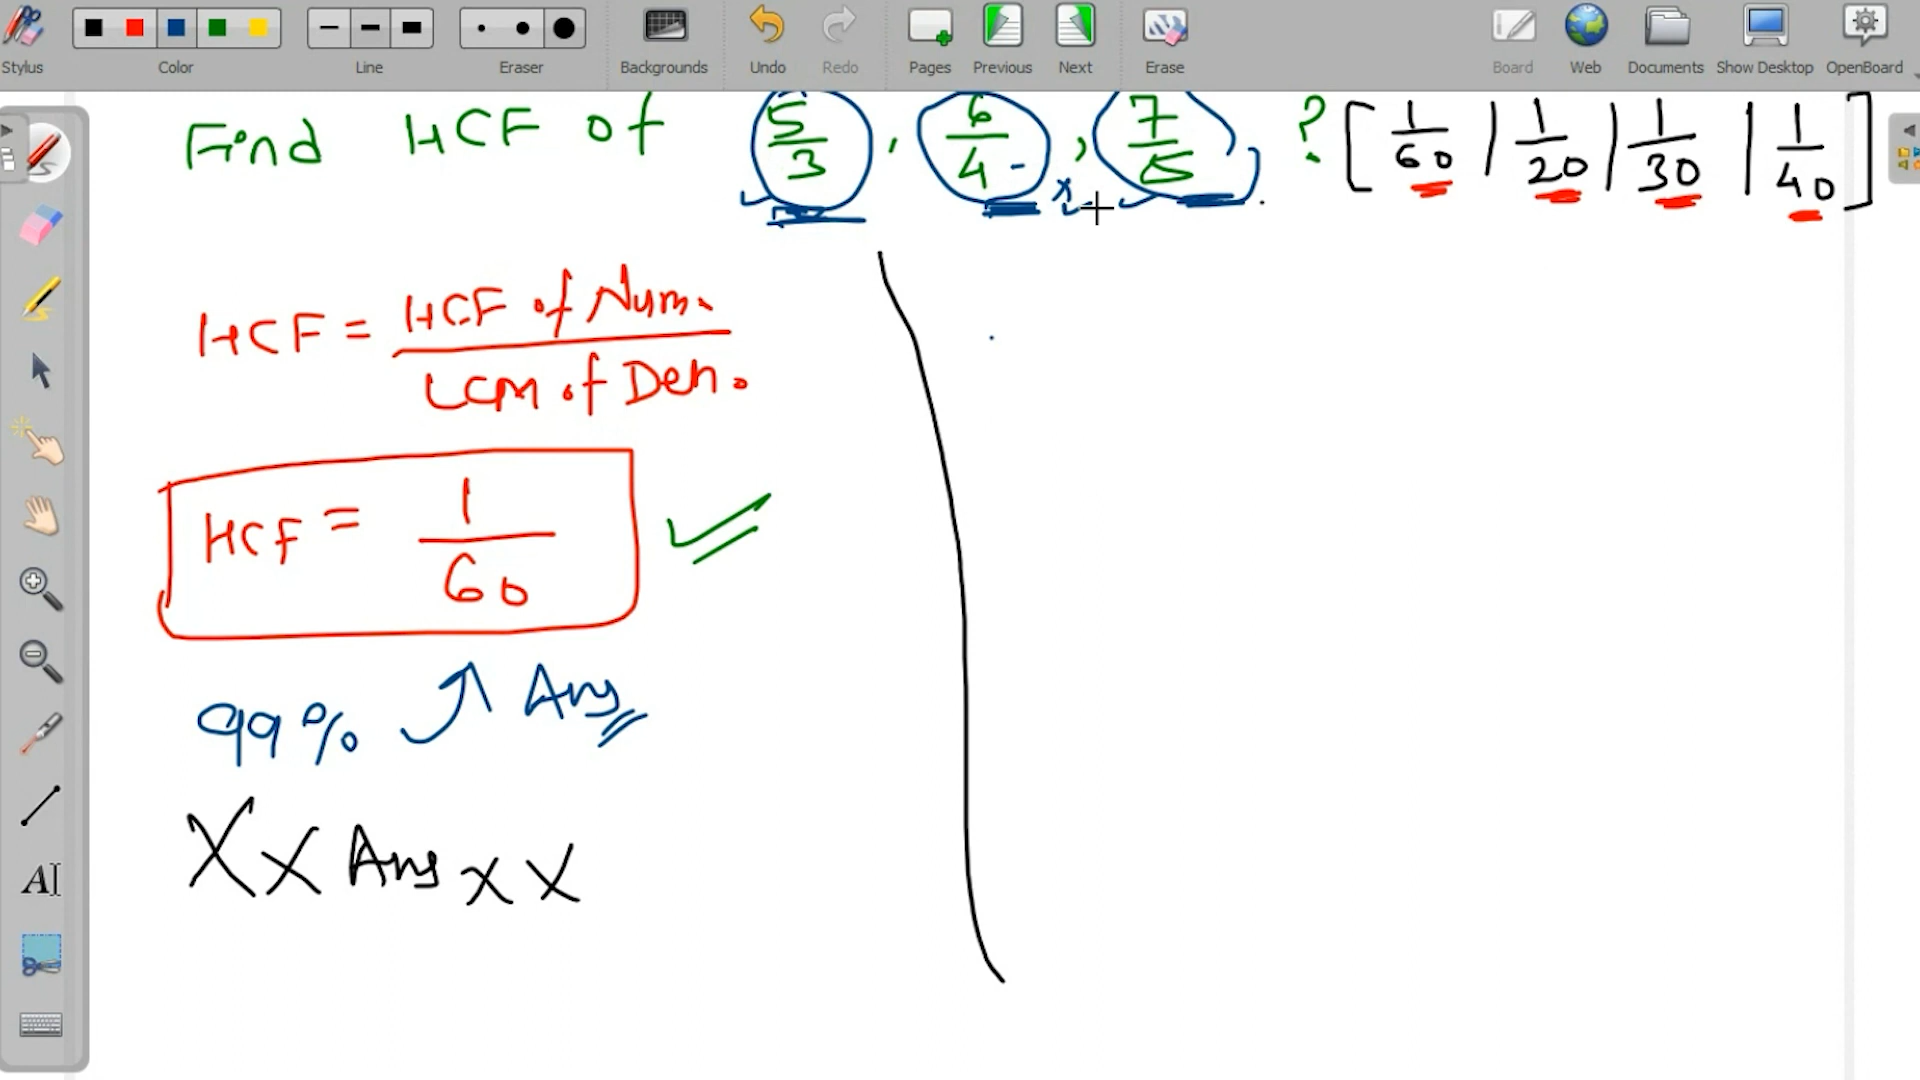 Stylus Color Line Eraser Backgrounds Undo Redo Pages Previous Next Erase Board Web Documents Show Desktop OpenBoard
Find HCF of 5/3, 6/4, 7/5 ? [1/60 | 1/20 | 1/30 | 1/40]
HCF = HCF of Num. / LCM of Den.
HCF = 1/60
99% Ans
X X Ans X X
AI